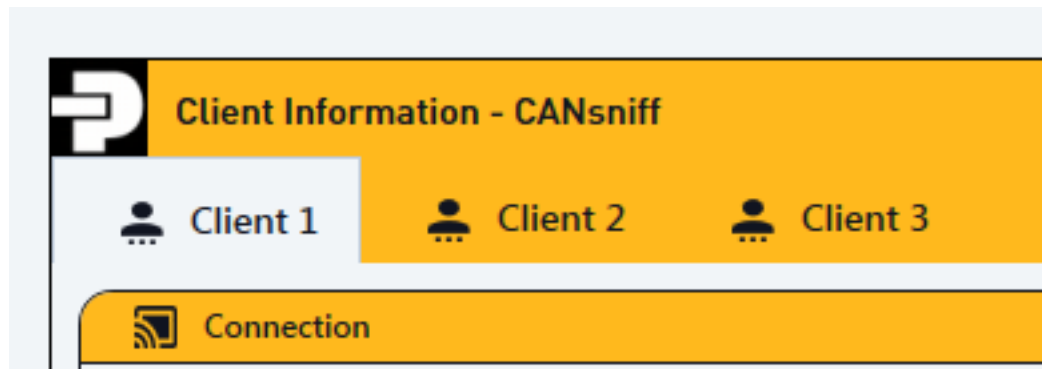 Client Information - CANsniff
Client 1 Client 2 Client 3
Connection